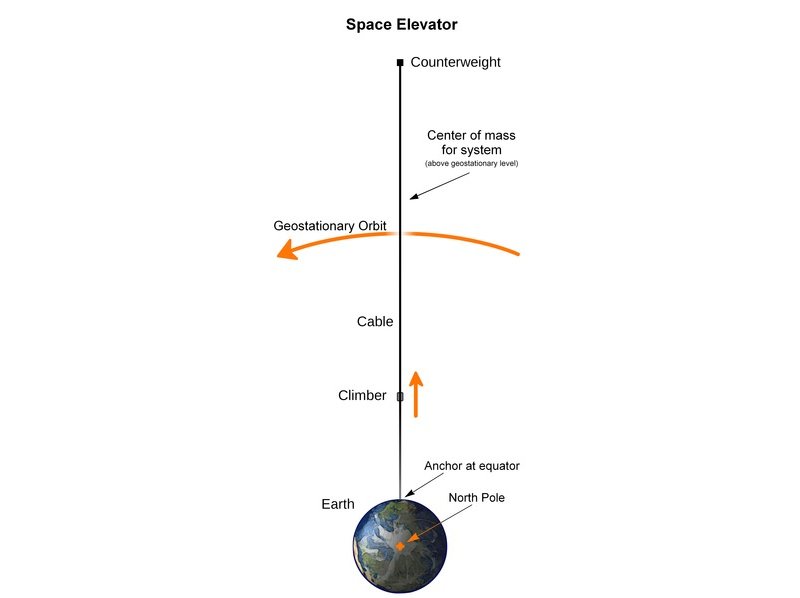 Space Elevator
Counterweight
Center of mass
for system
(above geostationary level)
Geostationary Orbit
Cable
Climber
Anchor at equator
North Pole
Earth